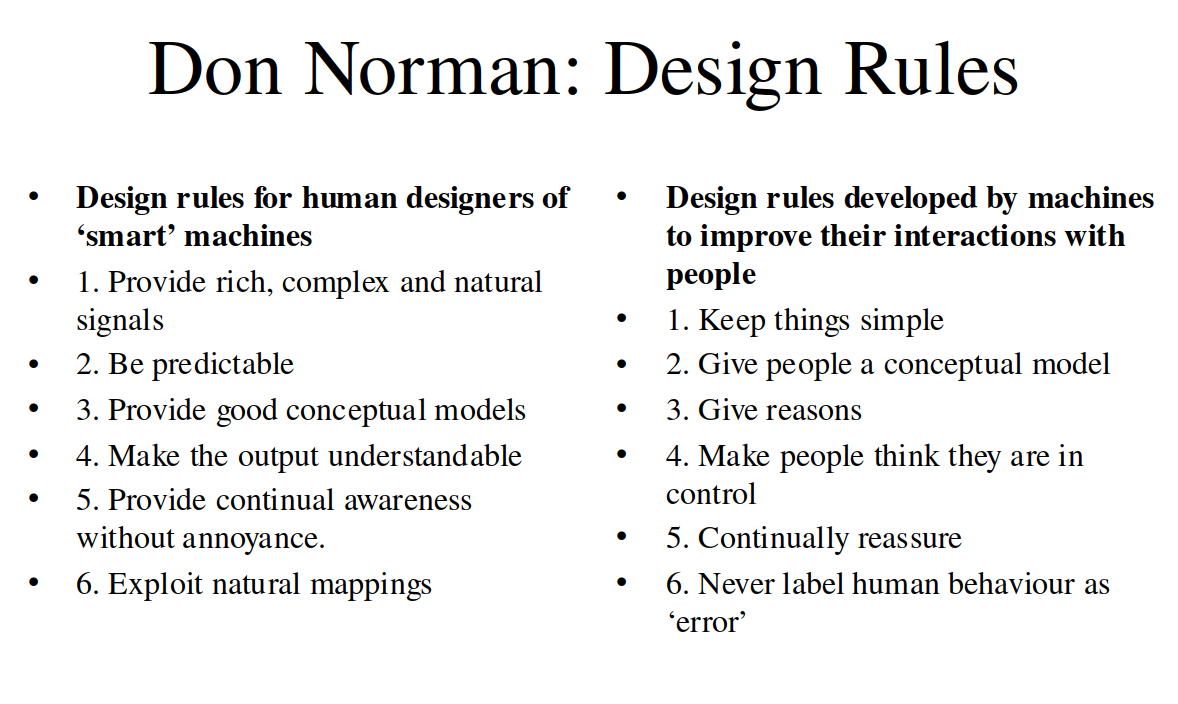 Don Norman: Design Rules
• Design rules for human designers of
‘smart’ machines
• 1. Provide rich, complex and natural
signals
• 2. Be predictable
• 3. Provide good conceptual models
• 4. Make the output understandable
• 5. Provide continual awareness
without annoyance.
• 6. Exploit natural mappings
• Design rules developed by machines
to improve their interactions with
people
• 1. Keep things simple
• 2. Give people a conceptual model
• 3. Give reasons
• 4. Make people think they are in
control
• 5. Continually reassure
• 6. Never label human behaviour as
‘error’